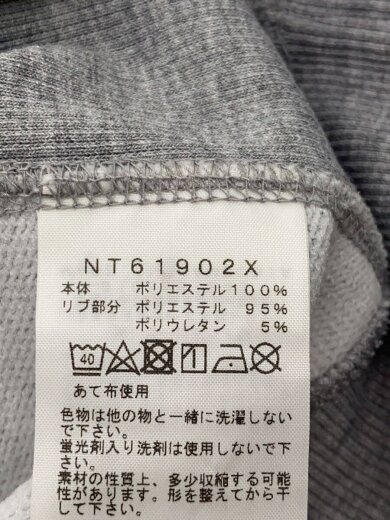 NT61902X
本体 ポリエステル100%
リブ部分 ポリエステル 95%
ポリウレタン 5%
40
あて布使用
色物は他の物と一緒に洗濯しない
で下さい。
蛍光剤入り洗剤は使用しないで下
さい。
素材の性質上、多少収縮する可能
性があります。形を整えてから干
して下さい。